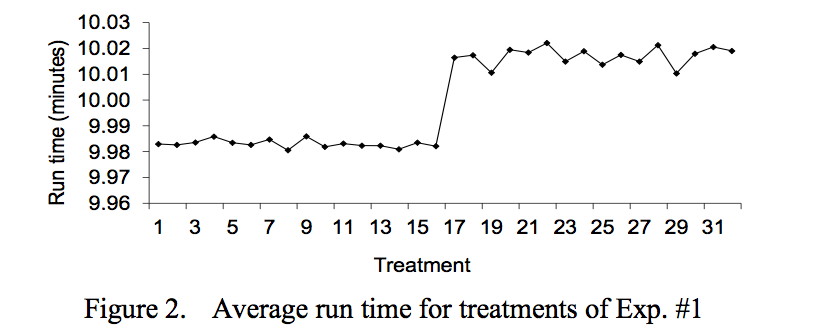 Run time (minutes)
10.03
10.02
10.01
10.00
9.99
9.98
9.97
9.96
1 3 5 7 9 11 13 15 17 19 21 23 25 27 29 31
Treatment
Figure 2. Average run time for treatments of Exp. #1